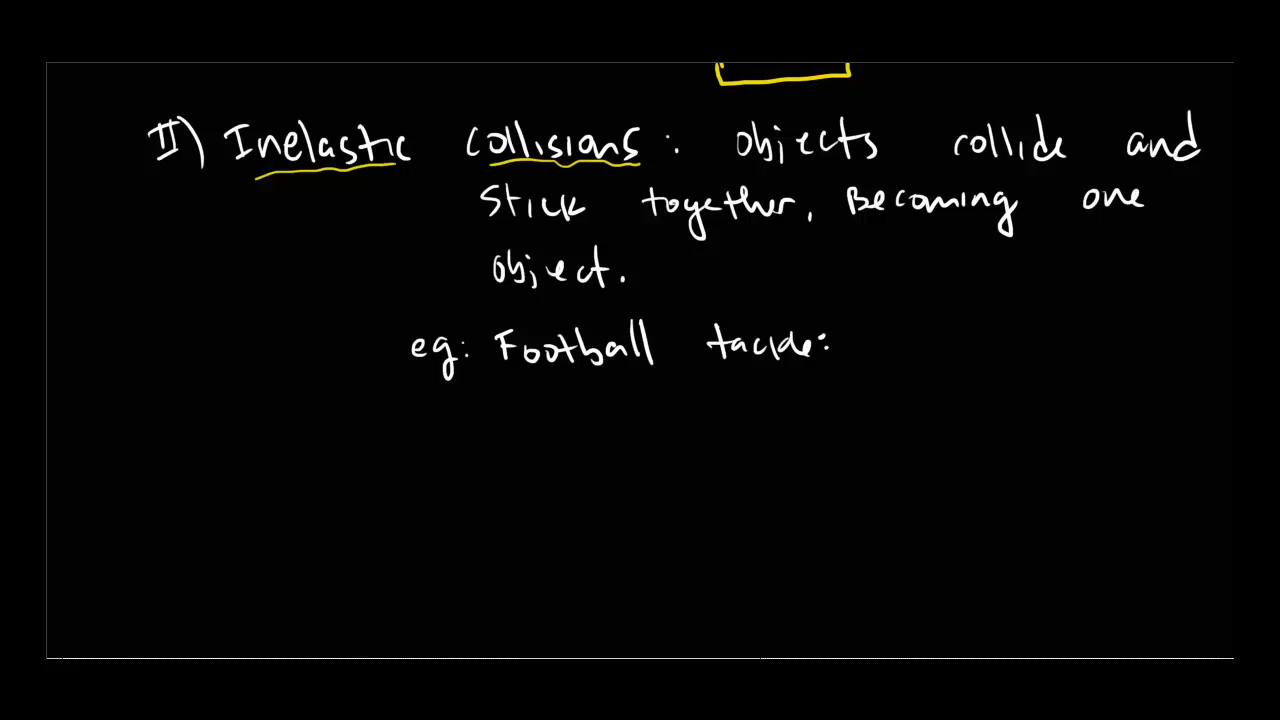 II) Inelastic Collisions: objects collide and
stick together, Becoming one
object.
eg: Football tackle: